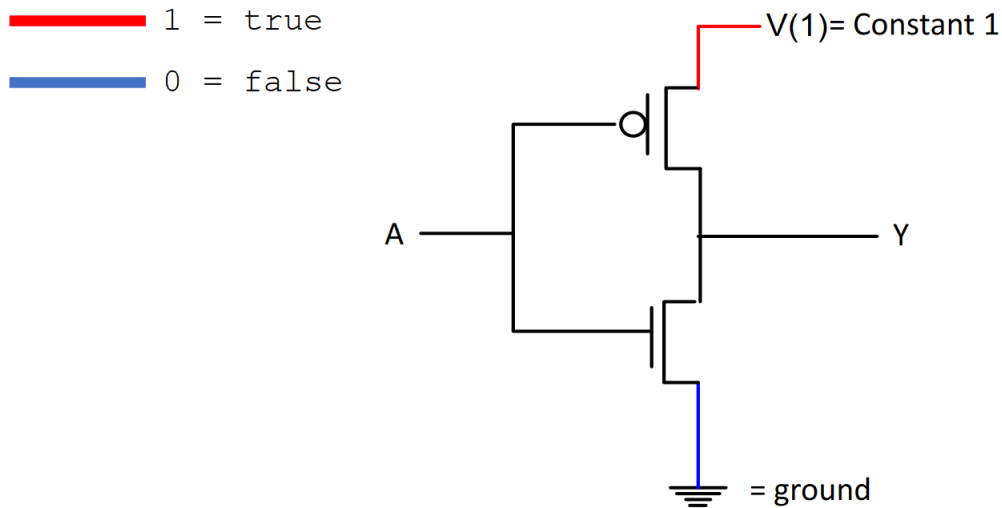 1 = true
0 = false
V(1)= Constant 1
A
Y
= ground